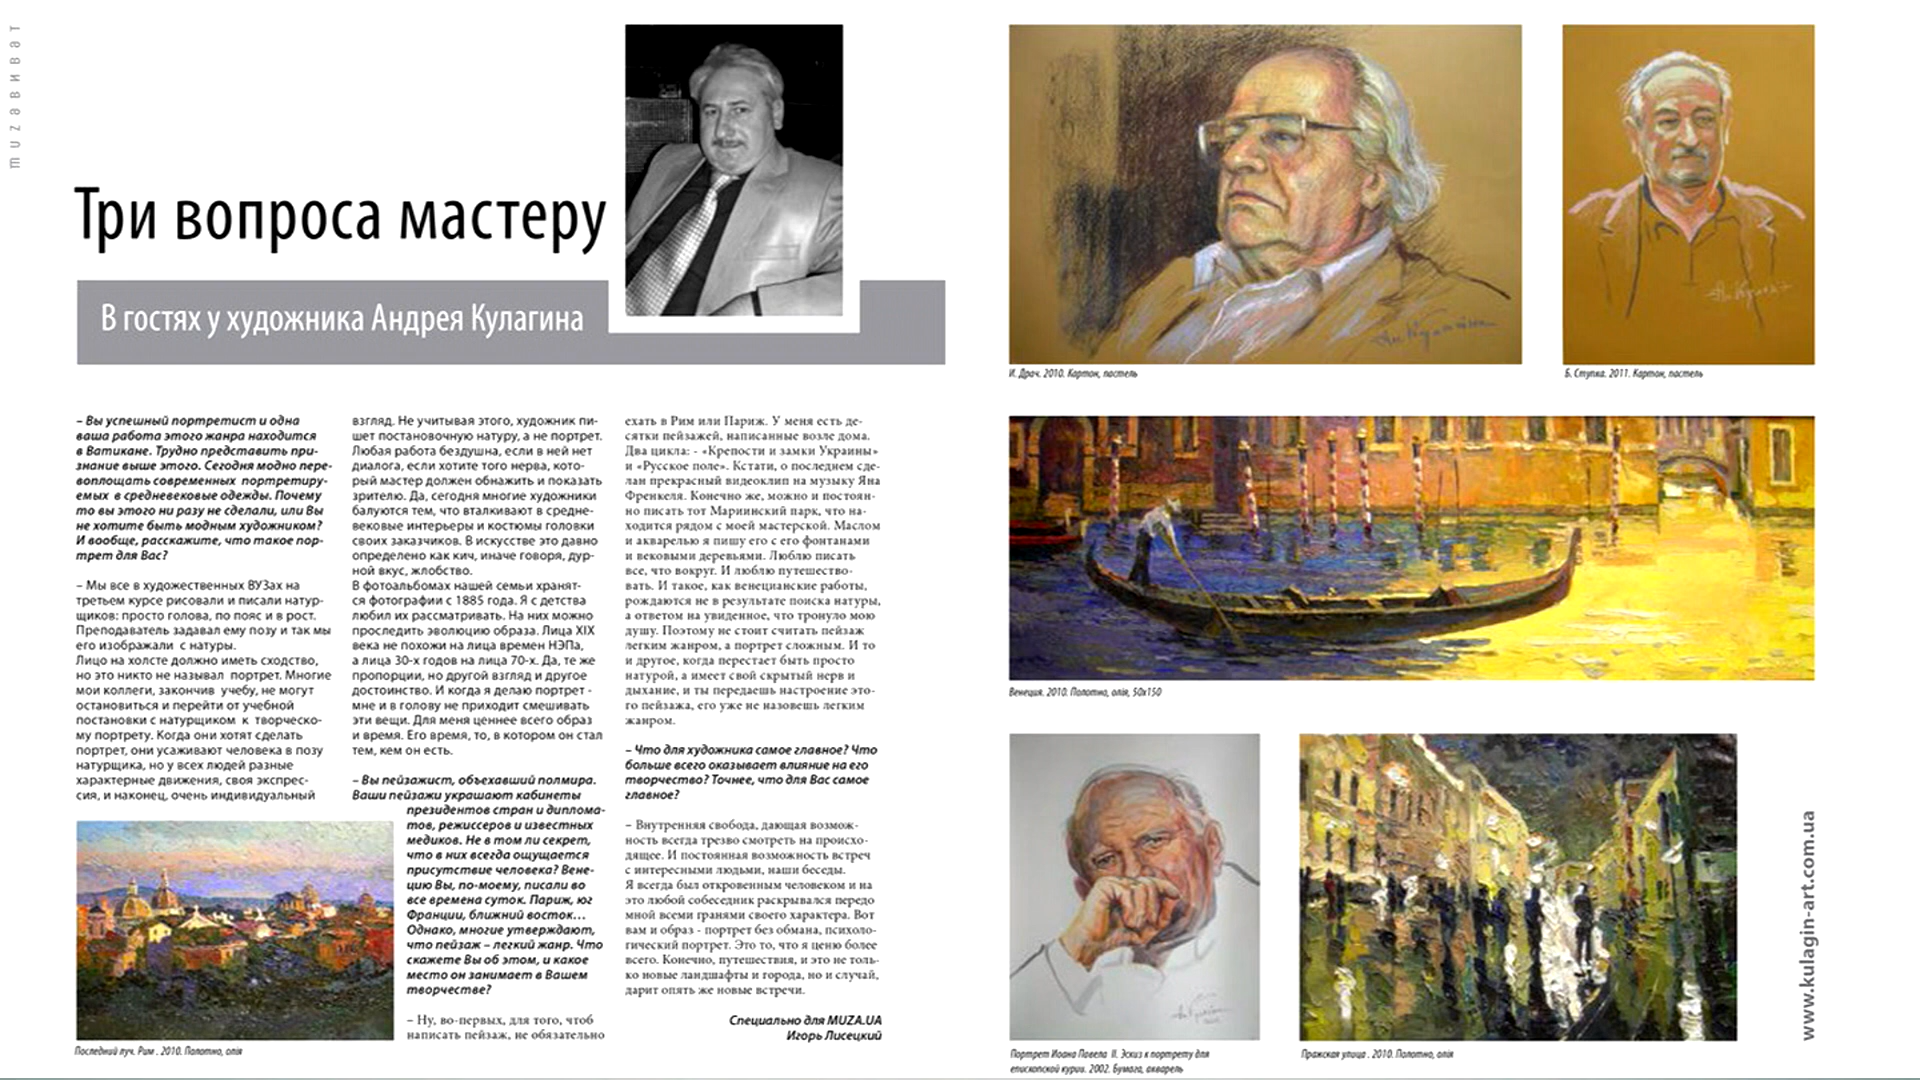 muzaвиват
Три вопроса мастеру
В гостях у художника Андрея Кулагина
– Вы успешный портретист и одна
ваша работа этого жанра находится
в Ватикане. Трудно представить при-
знание выше этого. Сегодня модно пере-
воплощать современных портретиру-
емых в средневековые одежды. Почему
то вы этого ни разу не сделали, или Вы
не хотите быть модным художником?
И вообще, расскажите, что такое пор-
трет для Вас?
– Мы все в художественных ВУЗах на
третьем курсе рисовали и писали натур-
щиков: просто голова, по пояс и в рост.
Преподаватель задавал ему позу и так мы
его изображали с натуры.
Лицо на холсте должно иметь сходство,
но это никто не называл портрет. Многие
мои коллеги, закончив учебу, не могут
остановиться и перейти от учебной
постановки с натурщиком к творческо-
му портрету. Когда они хотят сделать
портрет, они усаживают человека в позу
натурщика, но у всех людей разные
характерные движения, своя экспрес-
сия, и наконец, очень индивидуальный
Последний луч. Рим . 2010. Полотно, олія
взгляд. Не учитывая этого, художник пи-
шет постановочную натуру, а не портрет.
Любая работа бездушна, если в ней нет
диалога, если хотите того нерва, кото-
рый мастер должен обнажить и показать
зрителю. Да, сегодня многие художники
балуются тем, что вталкивают в средне-
вековые интерьеры и костюмы головки
своих заказчиков. В искусстве это давно
определено как кич, иначе говоря, дур-
ной вкус, жлобство.
В фотоальбомах нашей семьи хранят-
ся фотографии с 1885 года. Я с детства
любил их рассматривать. На них можно
проследить эволюцию образа. Лица XIX
века не похожи на лица времен НЭПа,
а лица 30-х годов на лица 70-х. Да, те же
пропорции, но другой взгляд и другое
достоинство. И когда я делаю портрет -
мне и в голову не приходит смешивать
эти вещи. Для меня ценнее всего образ
и время. Его время, то, в котором он стал
тем, кем он есть.
– Вы пейзажист, объехавший полмира.
Ваши пейзажи украшают кабинеты
президентов стран и диплома-
тов, режиссеров и известных
медиков. Не в том ли секрет,
что в них всегда ощущается
присутствие человека? Вене-
цию Вы, по-моему, писали во
все времена суток. Париж, юг
Франции, ближний восток…
Однако, многие утверждают,
что пейзаж – легкий жанр. Что
скажете Вы об этом, и какое
место он занимает в Вашем
творчестве?
– Ну, во-первых, для того, чтоб
написать пейзаж, не обязательно
ехать в Рим или Париж. У меня есть де-
сятки пейзажей, написанные возле дома.
Два цикла: - «Крепости и замки Украины»
и «Русское поле». Кстати, о последнем сде-
лан прекрасный видеоклип на музыку Яна
Френкеля. Конечно же, можно и постоян-
но писать тот Мариинский парк, что на-
ходится рядом с моей мастерской. Маслом
и акварелью я пишу его с его фонтанами
и вековыми деревьями. Люблю писать
все, что вокруг. И люблю путешество-
вать. И такое, как венецианские работы,
рождаются не в результате поиска натуры,
а ответом на увиденное, что тронуло мою
душу. Поэтому не стоит считать пейзаж
легким жанром, а портрет сложным. И то
и другое, когда перестает быть просто
натурой, а имеет свой скрытый нерв и
дыхание, и ты передаешь настроение это-
го пейзажа, его уже не назовешь легким
жанром.
– Что для художника самое главное? Что
больше всего оказывает влияние на его
творчество? Точнее, что для Вас самое
главное?
– Внутренняя свобода, дающая возмож-
ность всегда трезво смотреть на происхо-
дящее. И постоянная возможность встреч
с интересными людьми, наши беседы.
Я всегда был откровенным человеком и на
это любой собеседник раскрывался передо
мной всеми гранями своего характера. Вот
вам и образ - портрет без обмана, психоло-
гический портрет. Это то, что я ценю более
всего. Конечно, путешествия, и это не толь-
ко новые ландшафты и города, но и случай,
дарит опять же новые встречи.
Специально для MUZA.UA
Игорь Лисецкий
И. Драч. 2010. Картон, пастель
Б. Ступка. 2011. Картон, пастель
Венеция. 2010. Полотно, олія, 50х150
Портрет Иоана Павела II. Эскиз к портрету для
епископской курии. 2002. Бумага, акварель
Пражская улица . 2010. Полотно, олія
www.kulagin-art.com.ua